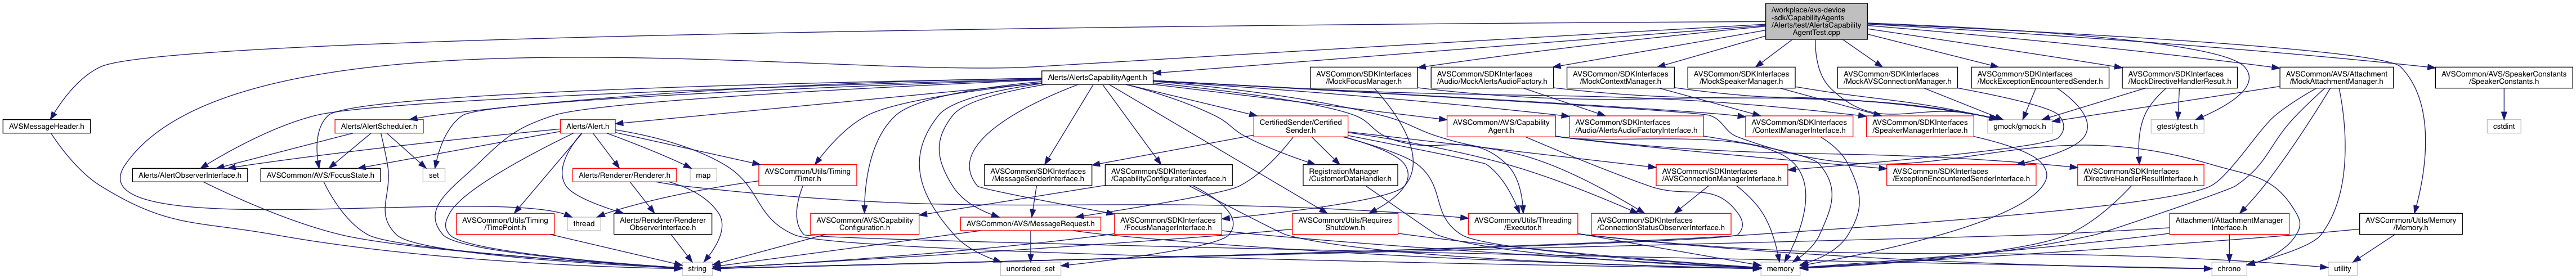 /workplace/avs-device
-sdk/CapabilityAgents
/Alerts/test/AlertsCapability
AgentTest.cpp
Alerts/AlertsCapabilityAgent.h
AVSCommon/SDKInterfaces
/MockFocusManager.h
AVSCommon/SDKInterfaces
/Audio/MockAlertsAudioFactory.h
AVSCommon/SDKInterfaces
/MockContextManager.h
AVSCommon/SDKInterfaces
/MockSpeakerManager.h
AVSCommon/SDKInterfaces
/MockAVSConnectionManager.h
AVSCommon/SDKInterfaces
/MockExceptionEncounteredSender.h
AVSCommon/SDKInterfaces
/MockDirectiveHandlerResult.h
AVSCommon/AVS/Attachment
/MockAttachmentManager.h
AVSCommon/AVS/SpeakerConstants
/SpeakerConstants.h
AVSMessageHeader.h
Alerts/AlertScheduler.h
Alerts/Alert.h
CertifiedSender/Certified
Sender.h
AVSCommon/AVS/Capability
Agent.h
AVSCommon/SDKInterfaces
/Audio/AlertsAudioFactoryInterface.h
AVSCommon/SDKInterfaces
/ContextManagerInterface.h
AVSCommon/SDKInterfaces
/SpeakerManagerInterface.h
gmock/gmock.h
gtest/gtest.h
cstdint
Alerts/AlertObserverInterface.h
AVSCommon/AVS/FocusState.h
set
Alerts/Renderer/Renderer.h
map
AVSCommon/Utils/Timing
/Timer.h
AVSCommon/SDKInterfaces
/MessageSenderInterface.h
AVSCommon/SDKInterfaces
/CapabilityConfigurationInterface.h
RegistrationManager
/CustomerDataHandler.h
AVSCommon/SDKInterfaces
/AVSConnectionManagerInterface.h
AVSCommon/SDKInterfaces
/ExceptionEncounteredSenderInterface.h
AVSCommon/SDKInterfaces
/DirectiveHandlerResultInterface.h
AVSCommon/Utils/Timing
/TimePoint.h
thread
Alerts/Renderer/Renderer
ObserverInterface.h
AVSCommon/AVS/Capability
Configuration.h
AVSCommon/AVS/MessageRequest.h
AVSCommon/SDKInterfaces
/FocusManagerInterface.h
AVSCommon/Utils/Requires
Shutdown.h
AVSCommon/Utils/Threading
/Executor.h
AVSCommon/SDKInterfaces
/ConnectionStatusObserverInterface.h
Attachment/AttachmentManager
Interface.h
AVSCommon/Utils/Memory
/Memory.h
string
unordered_set
memory
chrono
utility